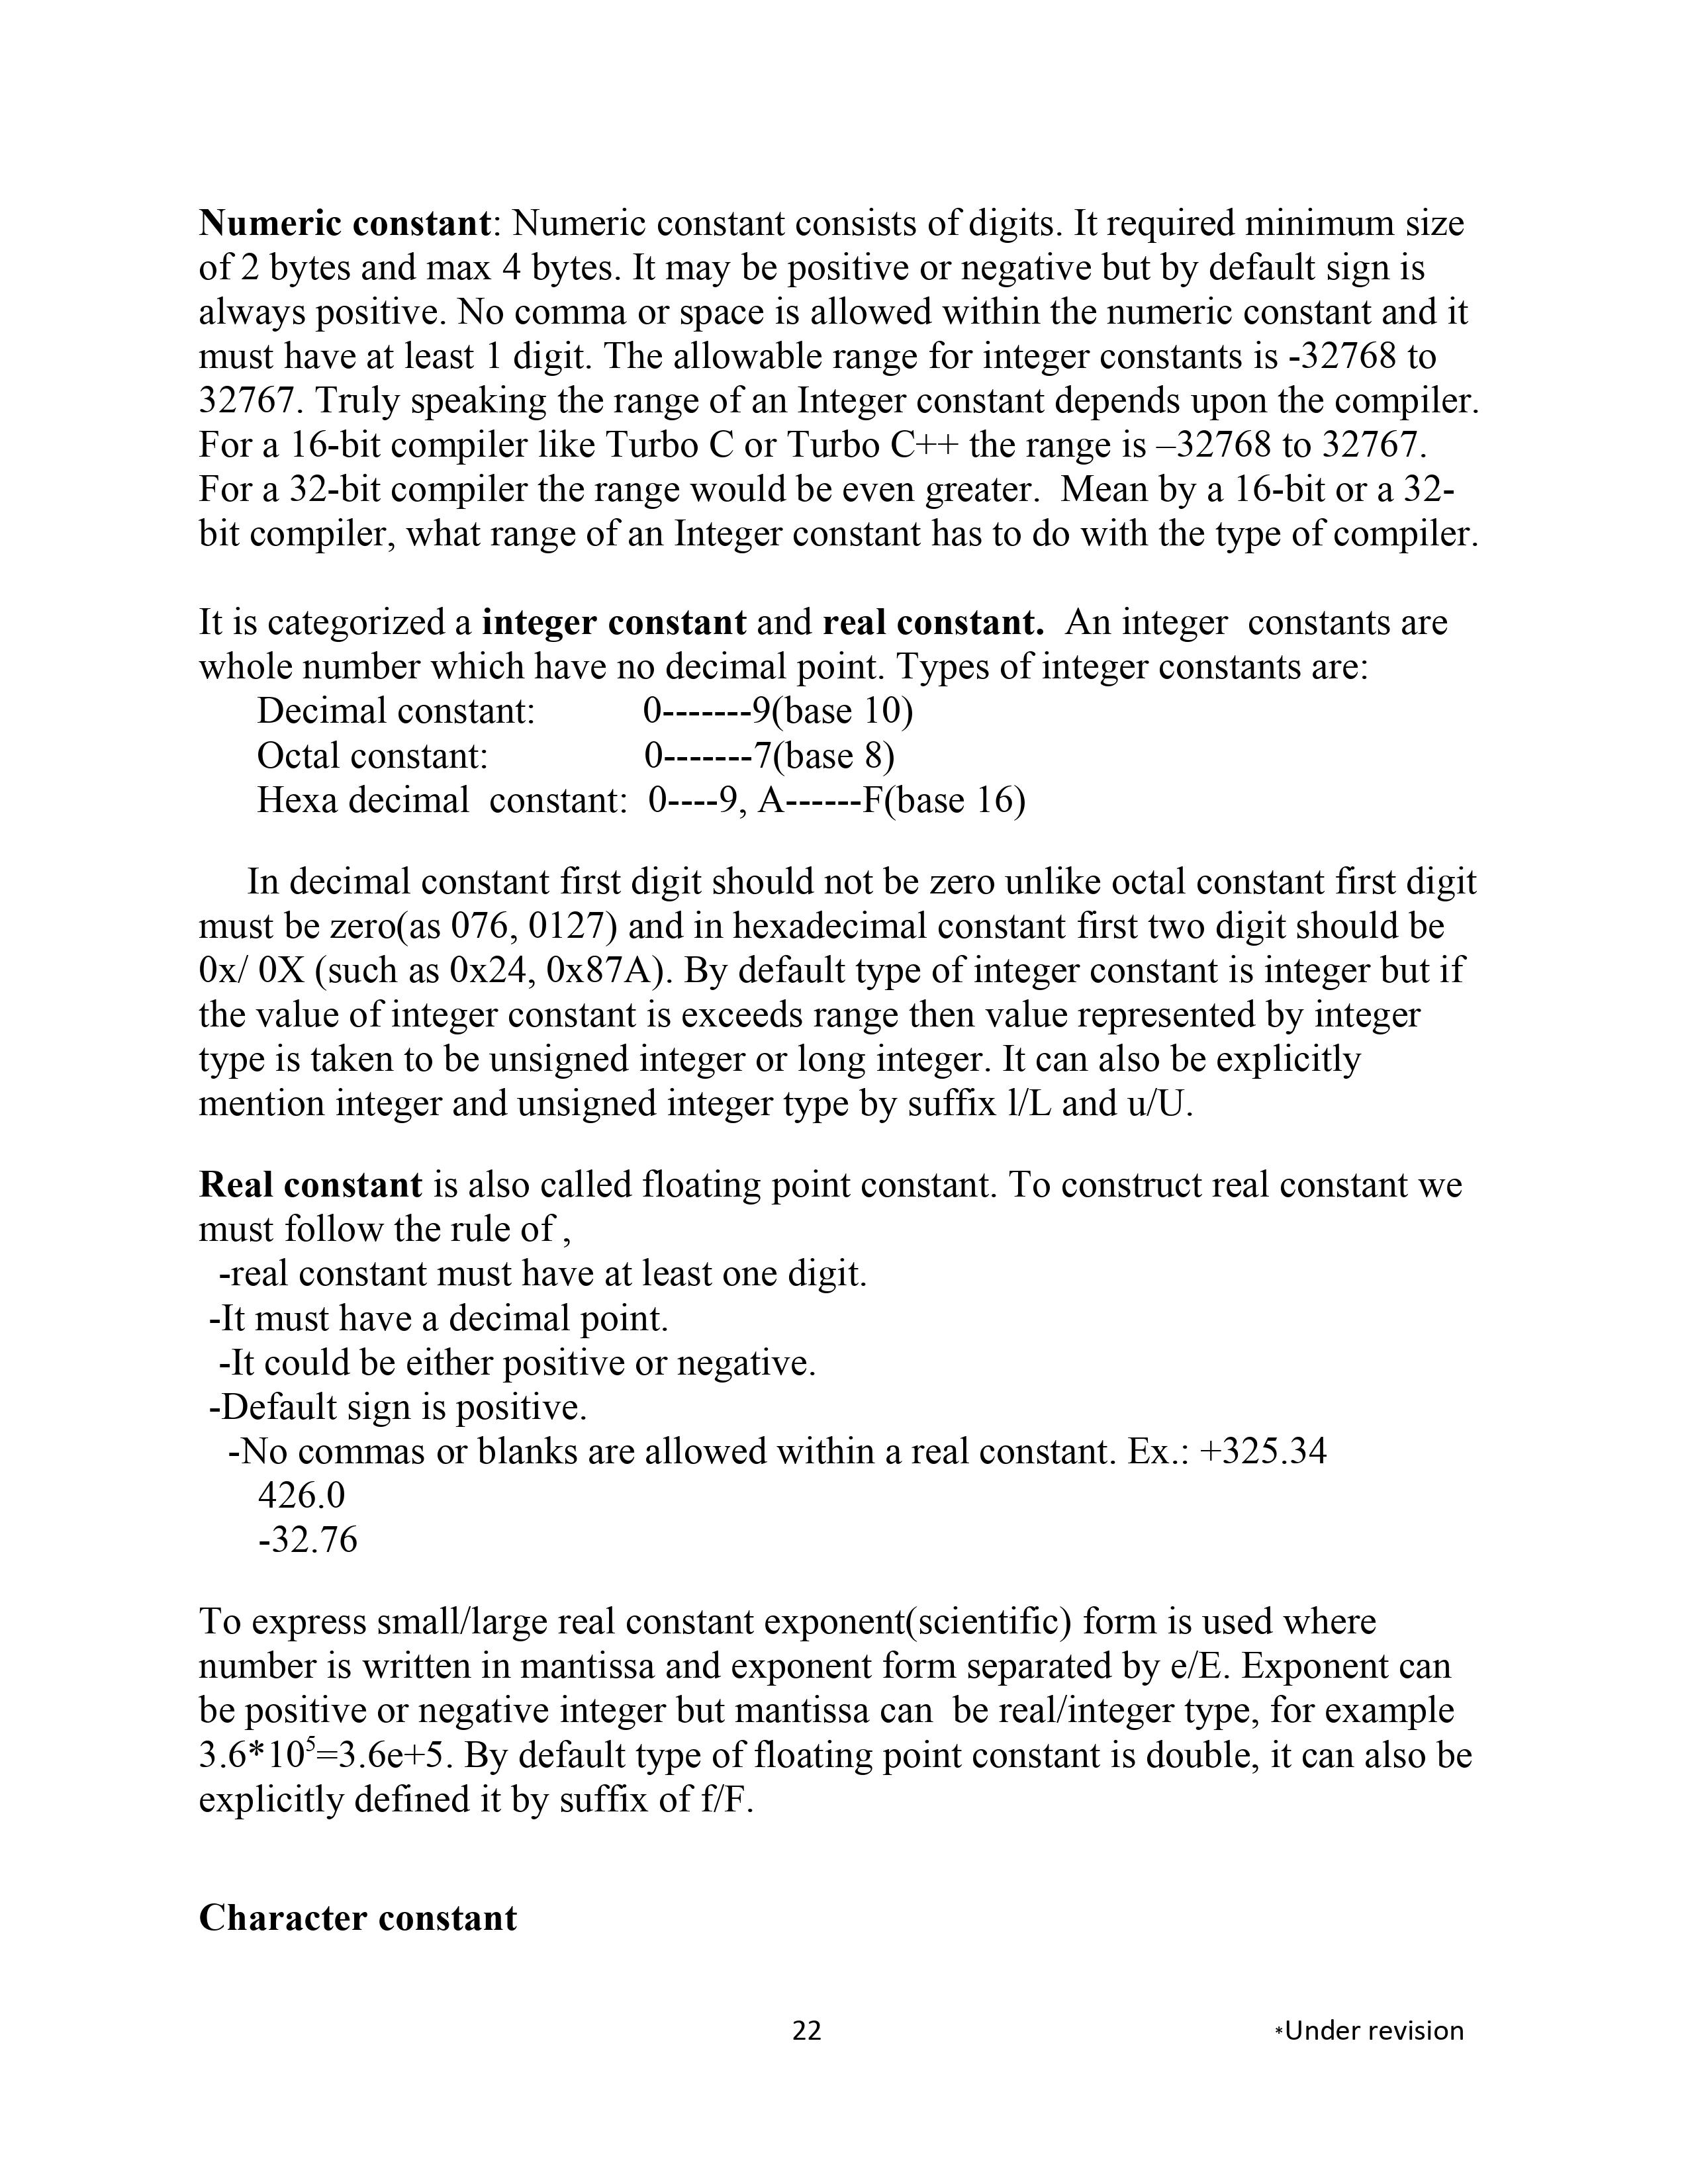 Numeric constant: Numeric constant consists of digits. It required minimum size
of 2 bytes and max 4 bytes. It may be positive or negative but by default sign is
always positive. No comma or space is allowed within the numeric constant and it
must have at least 1 digit. The allowable range for integer constants is -32768 to
32767. Truly speaking the range of an Integer constant depends upon the compiler.
For a 16-bit compiler like Turbo C or Turbo C++ the range is –32768 to 32767.
For a 32-bit compiler the range would be even greater.  Mean by a 16-bit or a 32-
bit compiler, what range of an Integer constant has to do with the type of compiler.
It is categorized a integer constant and real constant.  An integer  constants are
whole number which have no decimal point. Types of integer constants are:
Decimal constant: 0-------9(base 10)
Octal constant: 0-------7(base 8)
Hexa decimal  constant:  0----9, A------F(base 16)
In decimal constant first digit should not be zero unlike octal constant first digit
must be zero(as 076, 0127) and in hexadecimal constant first two digit should be
0x/ 0X (such as 0x24, 0x87A). By default type of integer constant is integer but if
the value of integer constant is exceeds range then value represented by integer
type is taken to be unsigned integer or long integer. It can also be explicitly
mention integer and unsigned integer type by suffix l/L and u/U.
Real constant is also called floating point constant. To construct real constant we
must follow the rule of ,
-real constant must have at least one digit.
-It must have a decimal point.
-It could be either positive or negative.
-Default sign is positive.
-No commas or blanks are allowed within a real constant. Ex.: +325.34
426.0
-32.76
To express small/large real constant exponent(scientific) form is used where
number is written in mantissa and exponent form separated by e/E. Exponent can
be positive or negative integer but mantissa can  be real/integer type, for example
3.6*10⁵=3.6e+5. By default type of floating point constant is double, it can also be
explicitly defined it by suffix of f/F.
Character constant
22 *Under revision